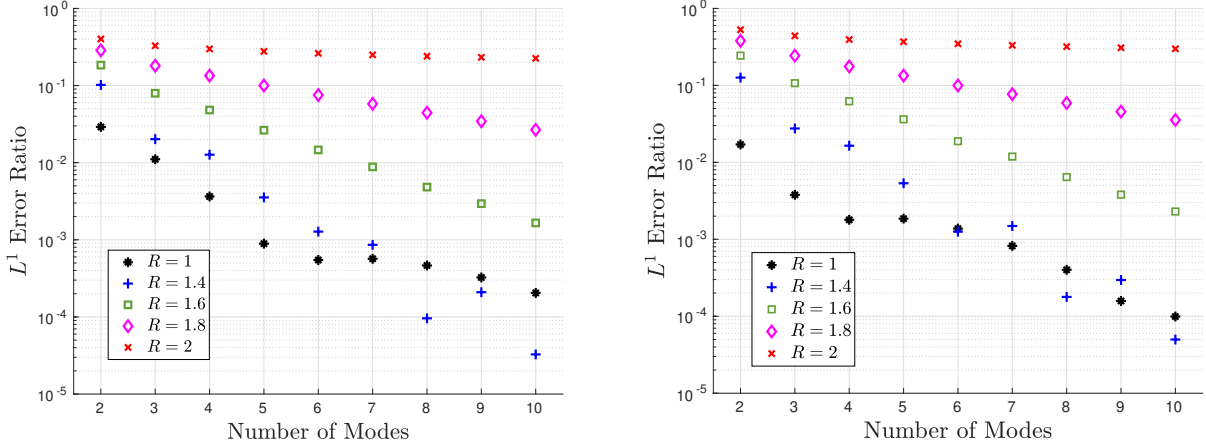 10^0
10^-1
10^-2
10^-3
10^-4
10^-5
L^1 Error Ratio
R = 1
R = 1.4
R = 1.6
R = 1.8
R = 2
2 3 4 5 6 7 8 9 10
Number of Modes
10^0
10^-1
10^-2
10^-3
10^-4
10^-5
L^1 Error Ratio
R = 1
R = 1.4
R = 1.6
R = 1.8
R = 2
2 3 4 5 6 7 8 9 10
Number of Modes